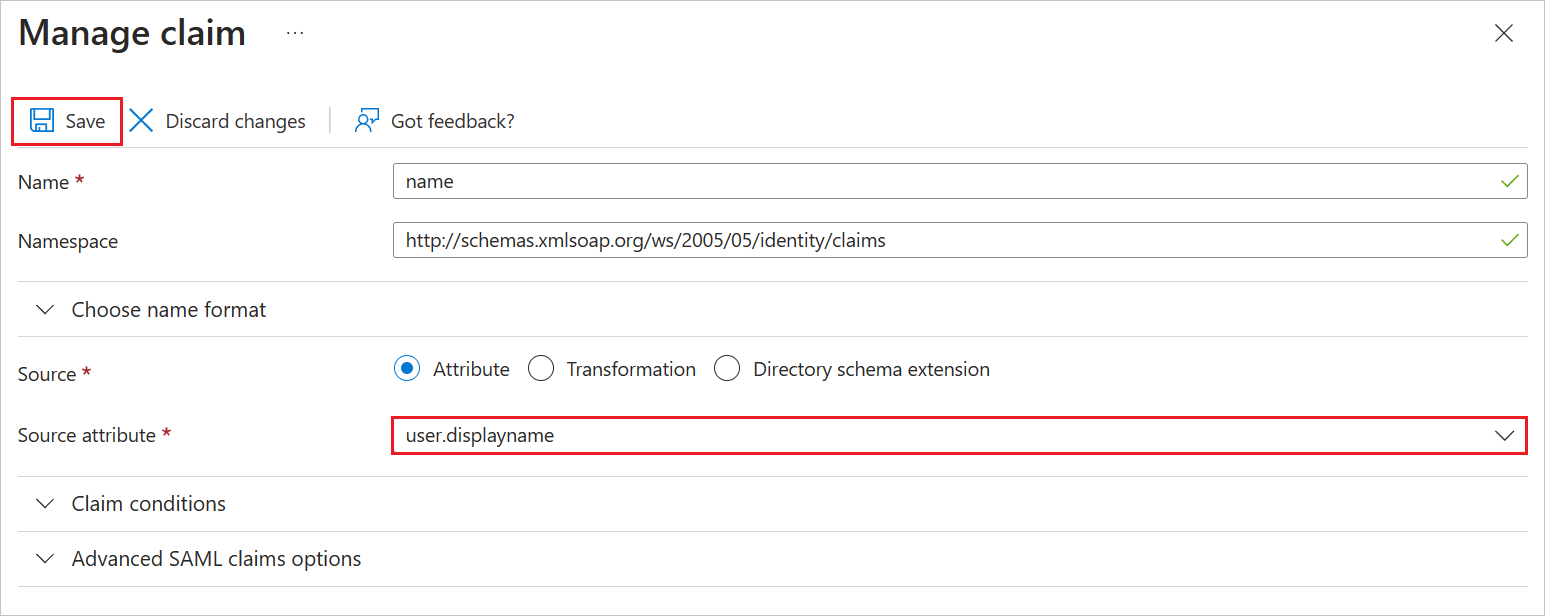 Manage claim ...
Save Discard changes Got feedback?
Name * name
Namespace http://schemas.xmlsoap.org/ws/2005/05/identity/claims
Choose name format
Source * Attribute Transformation Directory schema extension
Source attribute * user.displayname
Claim conditions
Advanced SAML claims options